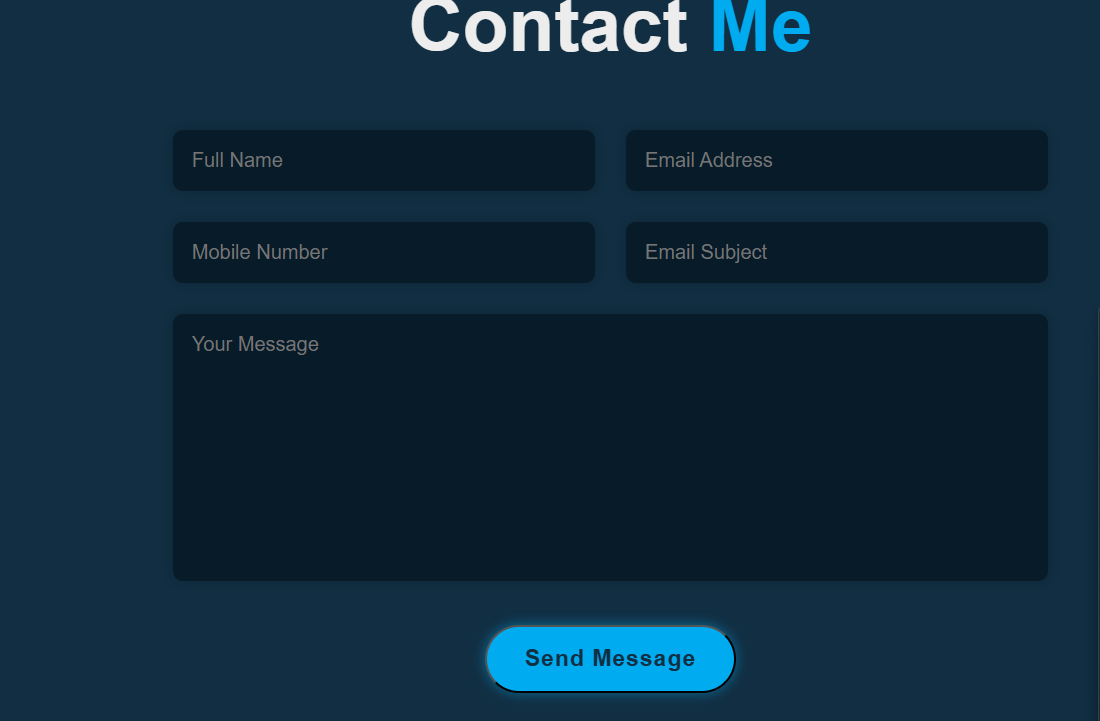 Contact Me
Full Name
Email Address
Mobile Number
Email Subject
Your Message
Send Message